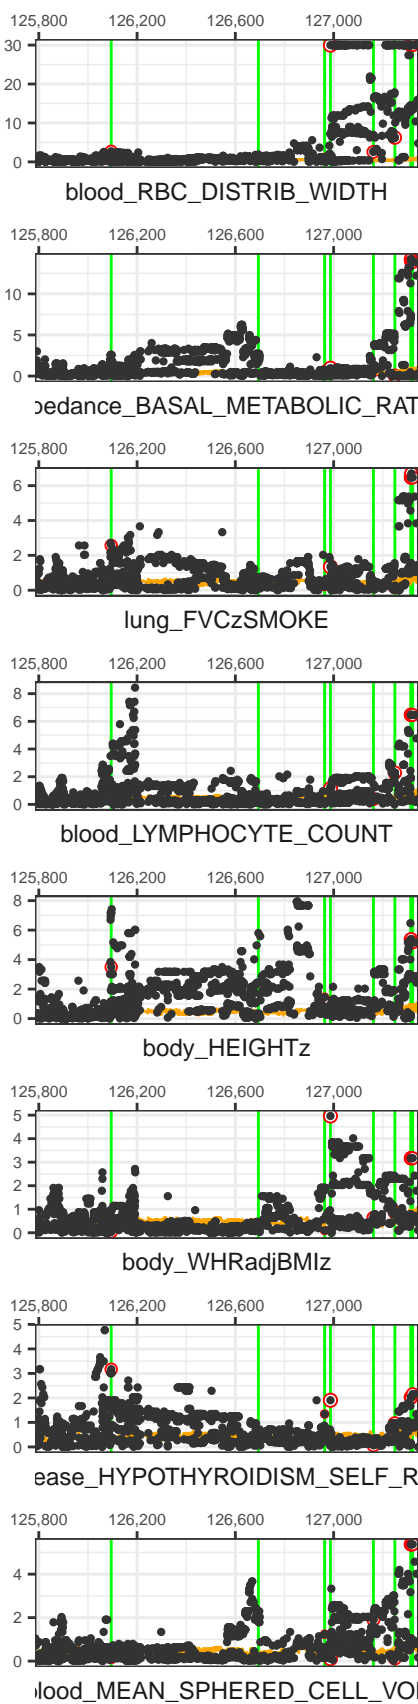 125,800 126,200 126,600 127,000
30
20
10
0
blood_RBC_DISTRIB_WIDTH
125,800 126,200 126,600 127,000
10
5
0
pedance_BASAL_METABOLIC_RAT
125,800 126,200 126,600 127,000
6
4
2
0
lung_FVCzSMOKE
125,800 126,200 126,600 127,000
8
6
4
2
0
blood_LYMPHOCYTE_COUNT
125,800 126,200 126,600 127,000
8
6
4
2
0
body_HEIGHTz
125,800 126,200 126,600 127,000
5
4
3
2
1
0
body_WHRadjBMIz
125,800 126,200 126,600 127,000
5
4
3
2
1
0
ease_HYPOTHYROIDISM_SELF_R
125,800 126,200 126,600 127,000
4
2
0
blood_MEAN_SPHERED_CELL_VO